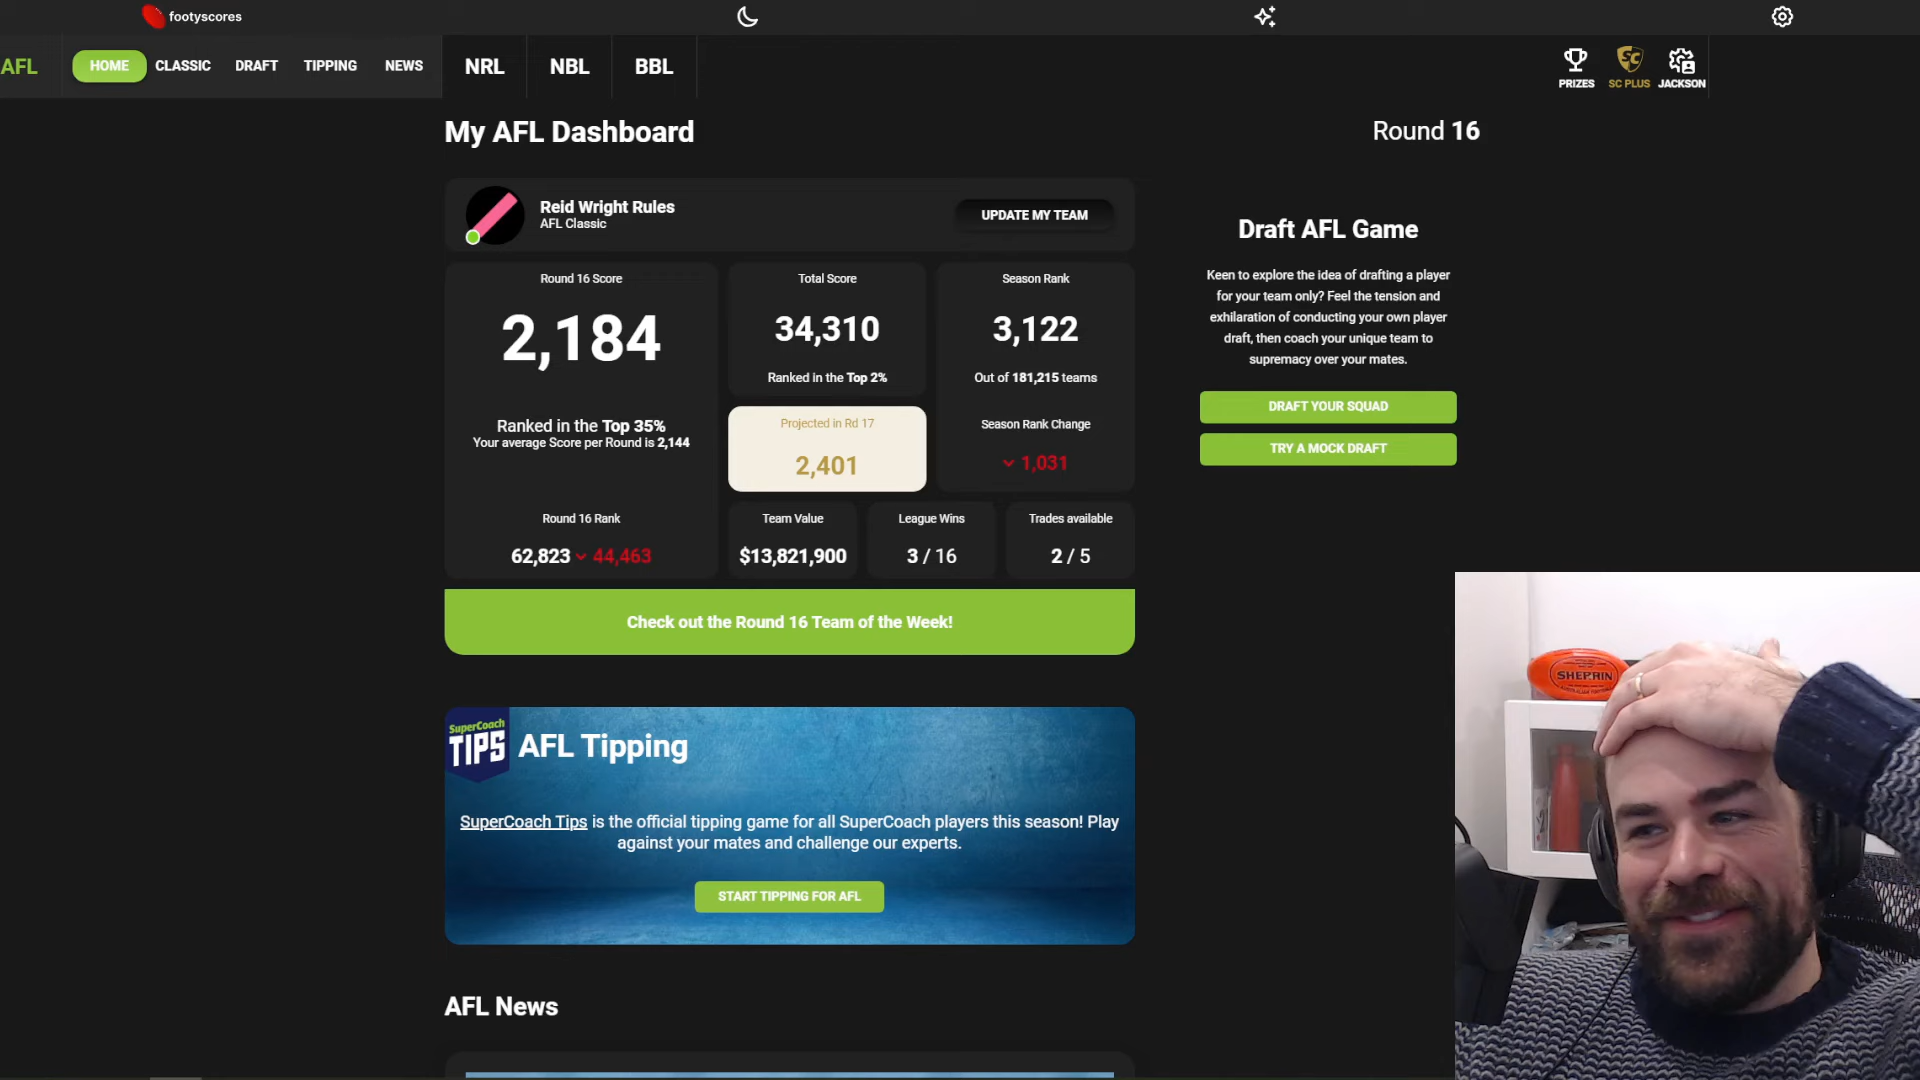 footyscores
AFL
HOME
CLASSIC
DRAFT
TIPPING
NEWS
NRL
NBL
BBL
PRIZES
SC
SC PLUS
JACKSON
My AFL Dashboard
Round 16
Reid Wright Rules
AFL Classic
UPDATE MY TEAM
Round 16 Score
2,184
Ranked in the Top 35%
Your average Score per Round is 2,144
Round 16 Rank
62,823 44,463
Total Score
34,310
Ranked in the Top 2%
Projected in Rd 17
2,401
Season Rank
3,122
Out of 181,215 teams
Season Rank Change
1,031
Team Value
$13,821,900
League Wins
3 / 16
Trades available
2 / 5
Check out the Round 16 Team of the Week!
Draft AFL Game
Keen to explore the idea of drafting a player
for your team only? Feel the tension and
exhilaration of conducting your own player
draft, then coach your unique team to
supremacy over your mates.
DRAFT YOUR SQUAD
TRY A MOCK DRAFT
SuperCoach
TIPS
AFL Tipping
SuperCoach Tips is the official tipping game for all SuperCoach players this season! Play
against your mates and challenge our experts.
START TIPPING FOR AFL
AFL News
SHERRIN